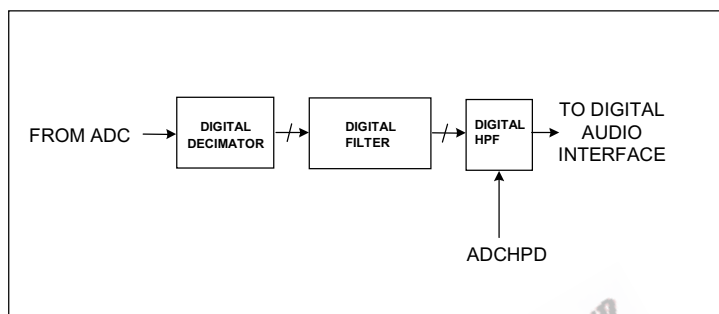 FROM ADC
DIGITAL
DECIMATOR
DIGITAL
FILTER
DIGITAL
HPF
TO DIGITAL
AUDIO
INTERFACE
ADCHPD